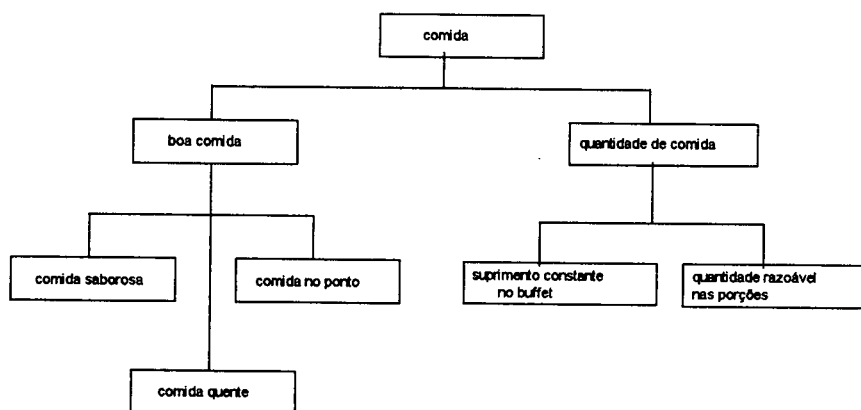 comida
boa comida
quantidade de comida
comida saborosa
comida no ponto
suprimento constante
no buffet
quantidade razoável
nas porções
comida quente